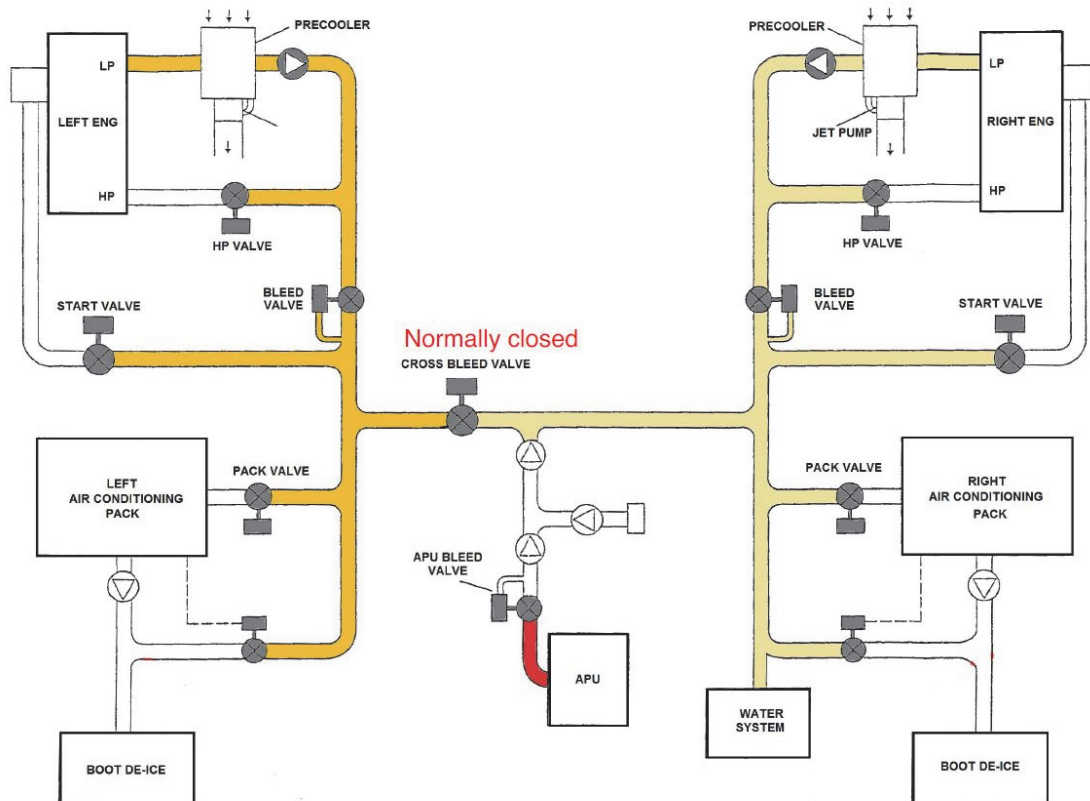 PRECOOLER
LP
LEFT ENG
HP
HP VALVE
BLEED
VALVE
START VALVE
PRECOOLER
LP
JET PUMP
RIGHT ENG
HP
HP VALVE
BLEED
VALVE
START VALVE
Normally closed
CROSS BLEED VALVE
LEFT
AIR CONDITIONING
PACK
PACK VALVE
PACK VALVE
RIGHT
AIR CONDITIONING
PACK
APU BLEED
VALVE
APU
WATER
SYSTEM
BOOT DE-ICE
BOOT DE-ICE